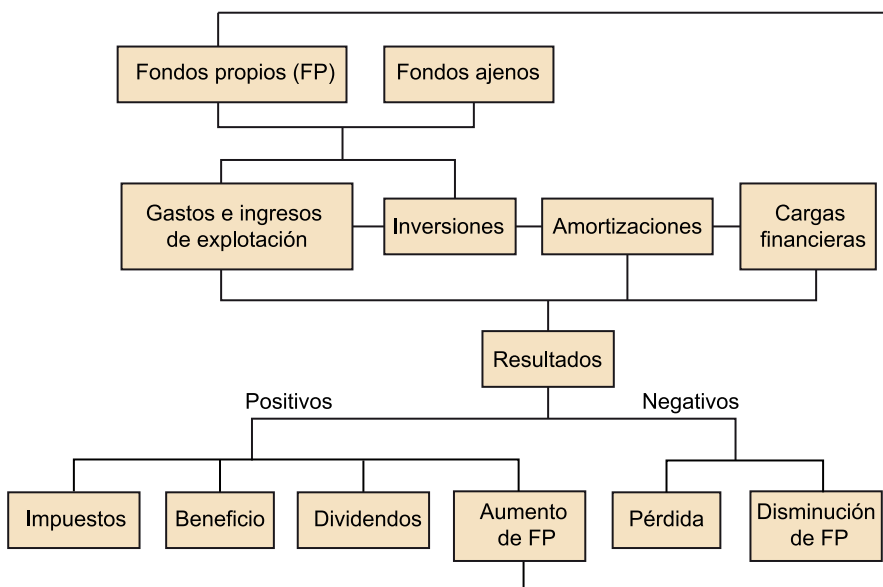 Fondos propios (FP)
Fondos ajenos
Gastos e ingresos
de explotación
Inversiones
Amortizaciones
Cargas
financieras
Resultados
Positivos
Negativos
Impuestos
Beneficio
Dividendos
Aumento
de FP
Pérdida
Disminución
de FP